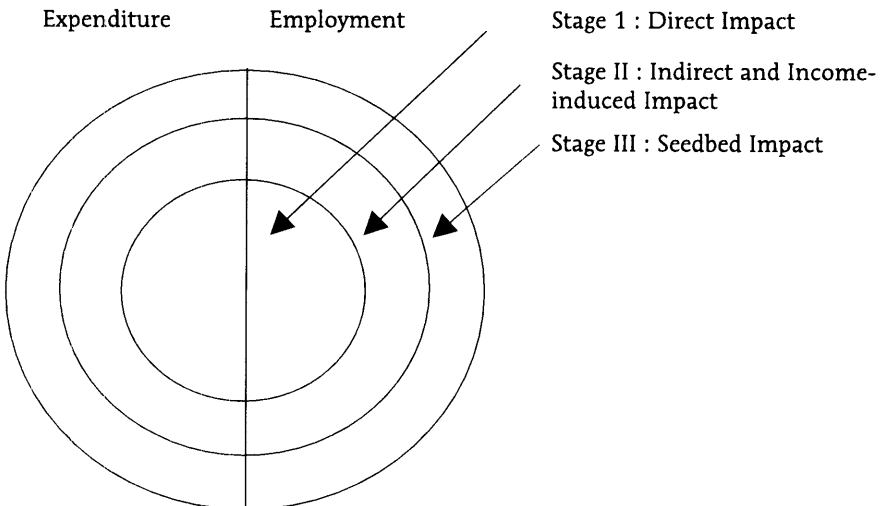 Expenditure
Employment
Stage 1 : Direct Impact
Stage II : Indirect and Income-
induced Impact
Stage III : Seedbed Impact